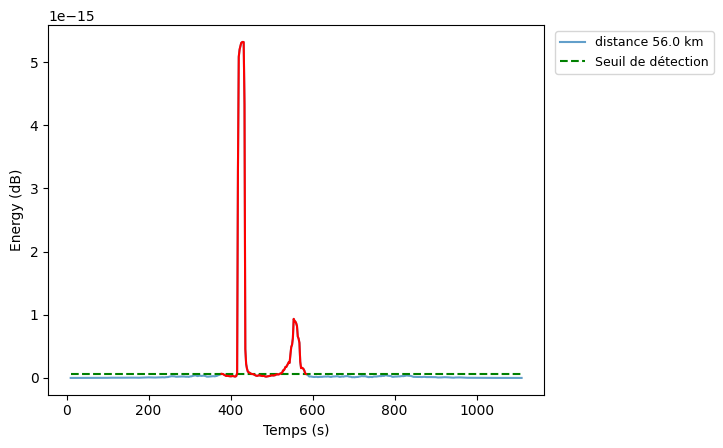 1e−15
distance 56.0 km
Seuil de détection
5
4
3
2
1
0
Energy (dB)
0 200 400 600 800 1000
Temps (s)